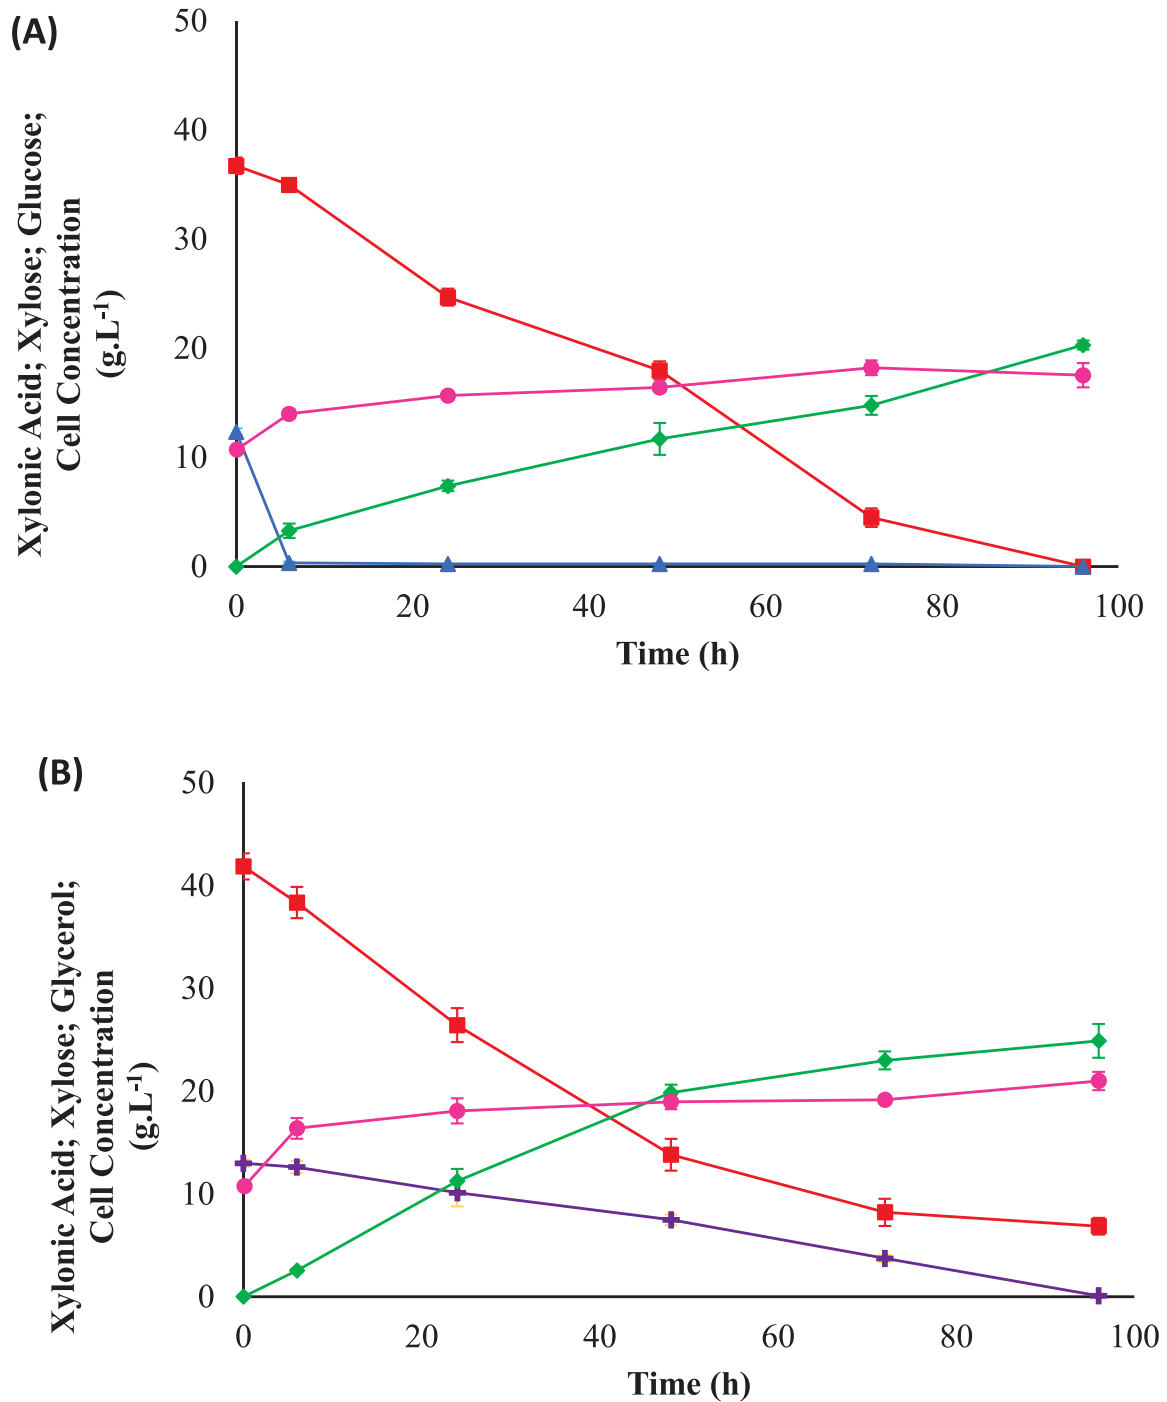 (A)
Xylonic Acid; Xylose; Glucose;
Cell Concentration
(g.L-1)
50
40
30
20
10
0
0 20 40 60 80 100
Time (h)
(B)
Xylonic Acid; Xylose; Glycerol;
Cell Concentration
(g.L-1)
50
40
30
20
10
0
0 20 40 60 80 100
Time (h)